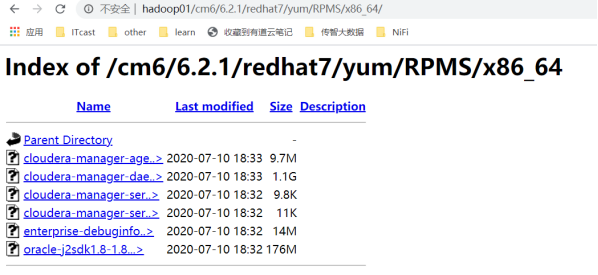 不安全 | hadoop01/cm6/6.2.1/redhat7/yum/RPMS/x86_64/
应用 ITcast other learn 收藏到有道云笔记 传智大数据 NiFi
Index of /cm6/6.2.1/redhat7/yum/RPMS/x86_64
Name Last modified Size Description
Parent Directory -
cloudera-manager-age..> 2020-07-10 18:33 9.7M
cloudera-manager-dae..> 2020-07-10 18:33 1.1G
cloudera-manager-ser..> 2020-07-10 18:32 9.8K
cloudera-manager-ser..> 2020-07-10 18:32 11K
enterprise-debuginfo..> 2020-07-10 18:32 14M
oracle-j2sdk1.8-1.8...> 2020-07-10 18:32 176M